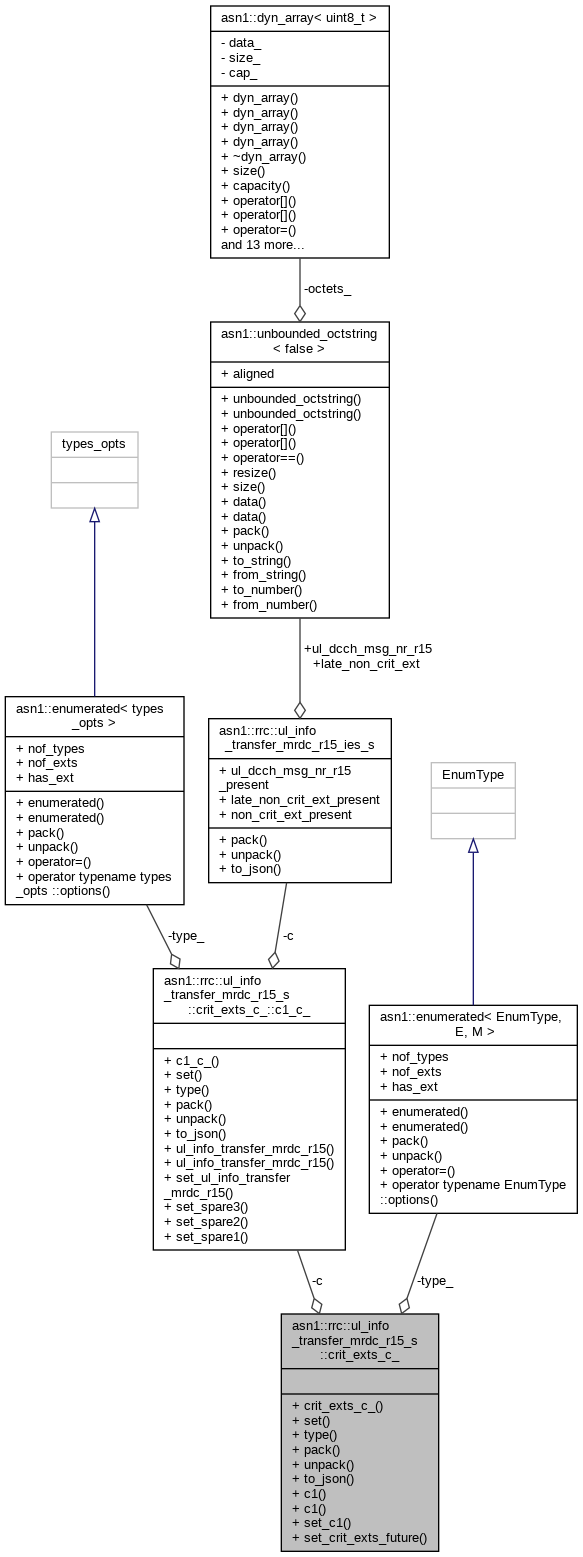 asn1::dyn_array< uint8_t >
- data_
- size_
- cap_
+ dyn_array()
+ dyn_array()
+ dyn_array()
+ dyn_array()
+ ~dyn_array()
+ size()
+ capacity()
+ operator[]()
+ operator[]()
+ operator=()
and 13 more...
-octets_
asn1::unbounded_octstring
< false >
+ aligned
+ unbounded_octstring()
+ unbounded_octstring()
+ operator[]()
+ operator[]()
+ operator==()
+ resize()
+ size()
+ data()
+ data()
+ pack()
+ unpack()
+ to_string()
+ from_string()
+ to_number()
+ from_number()
types_opts
+ul_dcch_msg_nr_r15
+late_non_crit_ext
asn1::enumerated< types
_opts >
+ nof_types
+ nof_exts
+ has_ext
+ enumerated()
+ enumerated()
+ pack()
+ unpack()
+ operator=()
+ operator typename types
_opts ::options()
asn1::rrc::ul_info
_transfer_mrdc_r15_ies_s
+ ul_dcch_msg_nr_r15
_present
+ late_non_crit_ext_present
+ non_crit_ext_present
+ pack()
+ unpack()
+ to_json()
EnumType
-type_
-c
asn1::rrc::ul_info
_transfer_mrdc_r15_s
::crit_exts_c_::c1_c_
+ c1_c_()
+ set()
+ type()
+ pack()
+ unpack()
+ to_json()
+ ul_info_transfer_mrdc_r15()
+ ul_info_transfer_mrdc_r15()
+ set_ul_info_transfer
_mrdc_r15()
+ set_spare3()
+ set_spare2()
+ set_spare1()
asn1::enumerated< EnumType,
E, M >
+ nof_types
+ nof_exts
+ has_ext
+ enumerated()
+ enumerated()
+ pack()
+ unpack()
+ operator=()
+ operator typename EnumType
::options()
-c
-type_
asn1::rrc::ul_info
_transfer_mrdc_r15_s
::crit_exts_c_
+ crit_exts_c_()
+ set()
+ type()
+ pack()
+ unpack()
+ to_json()
+ c1()
+ c1()
+ set_c1()
+ set_crit_exts_future()